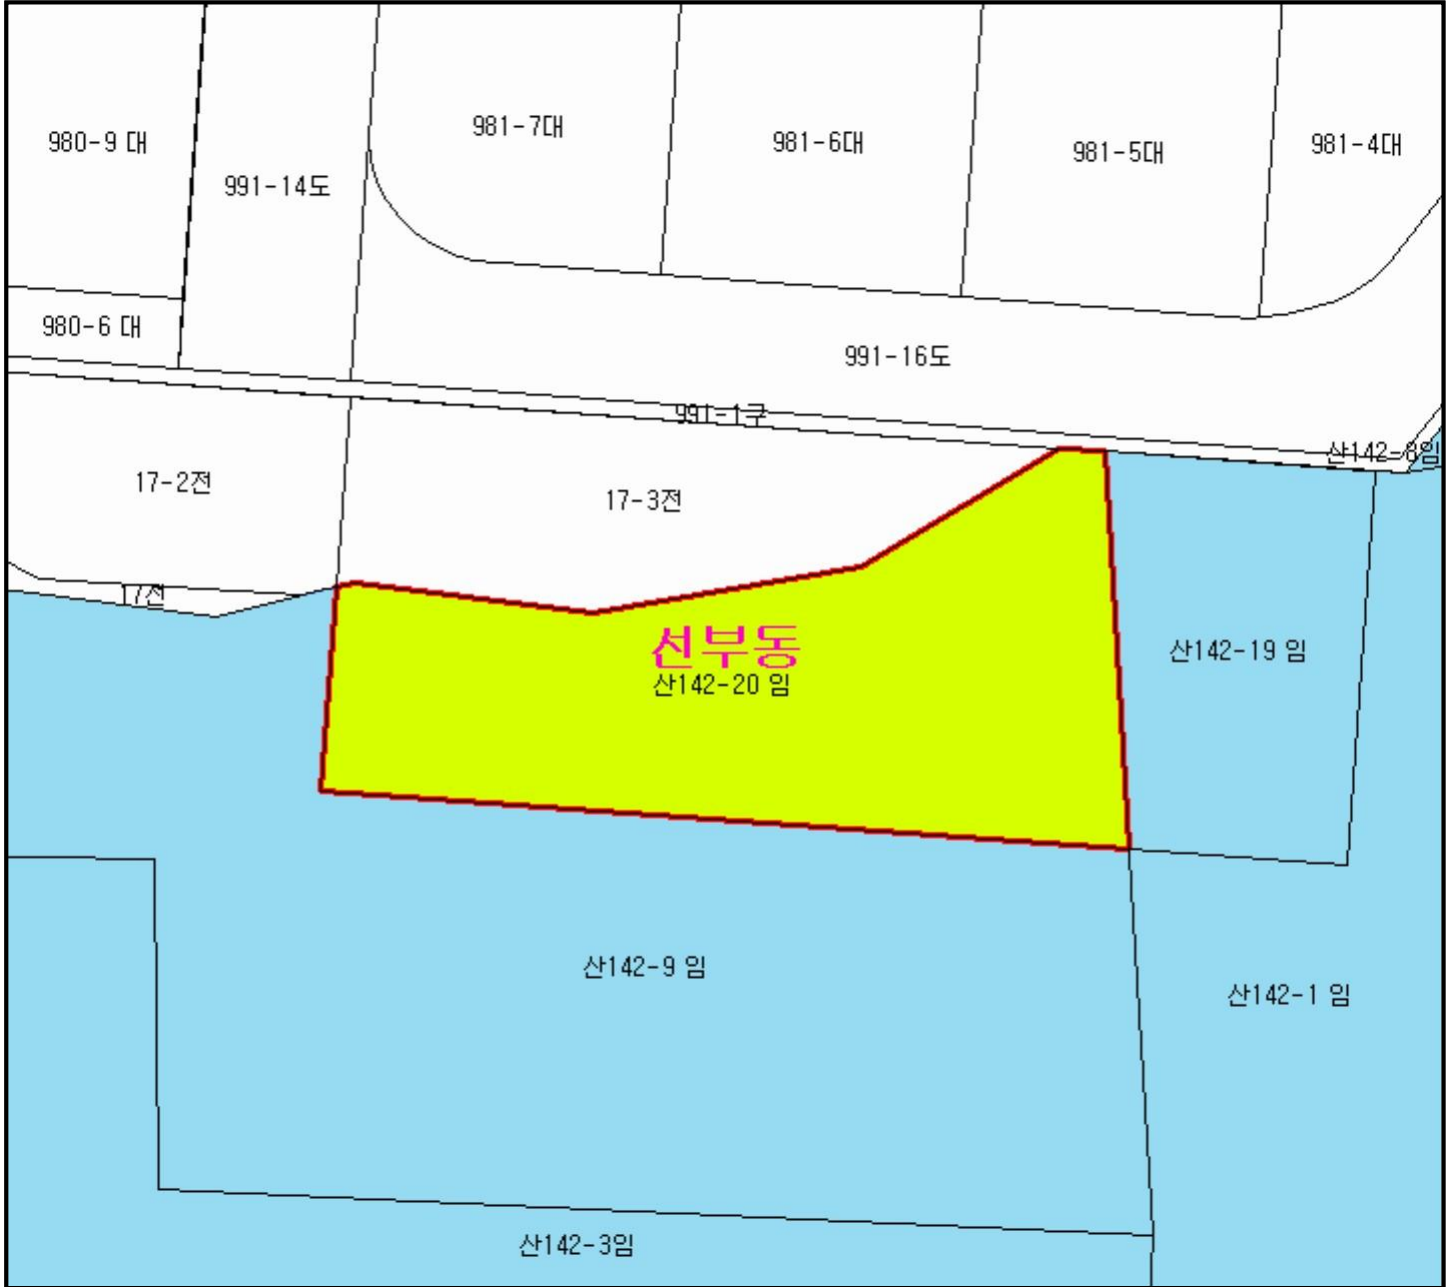 980-9 대
991-14도
981-7대
981-6대
981-5대
981-4대
980-6 대
991-16도
991-1구
산142-8임
17-2전
17-3전
17전
선부동
산142-20 임
산142-19 임
산142-9 임
산142-1 임
산142-3임